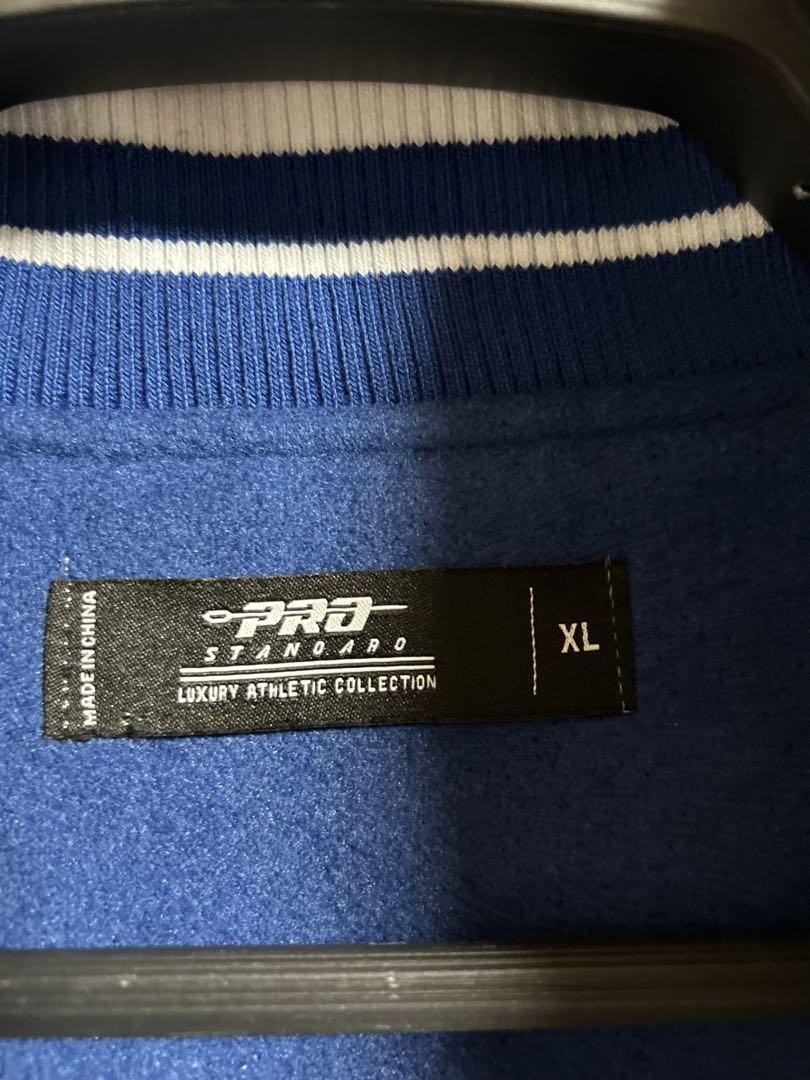 MADE IN CHINA
PRO
STANDARD
LUXURY ATHLETIC COLLECTION
XL